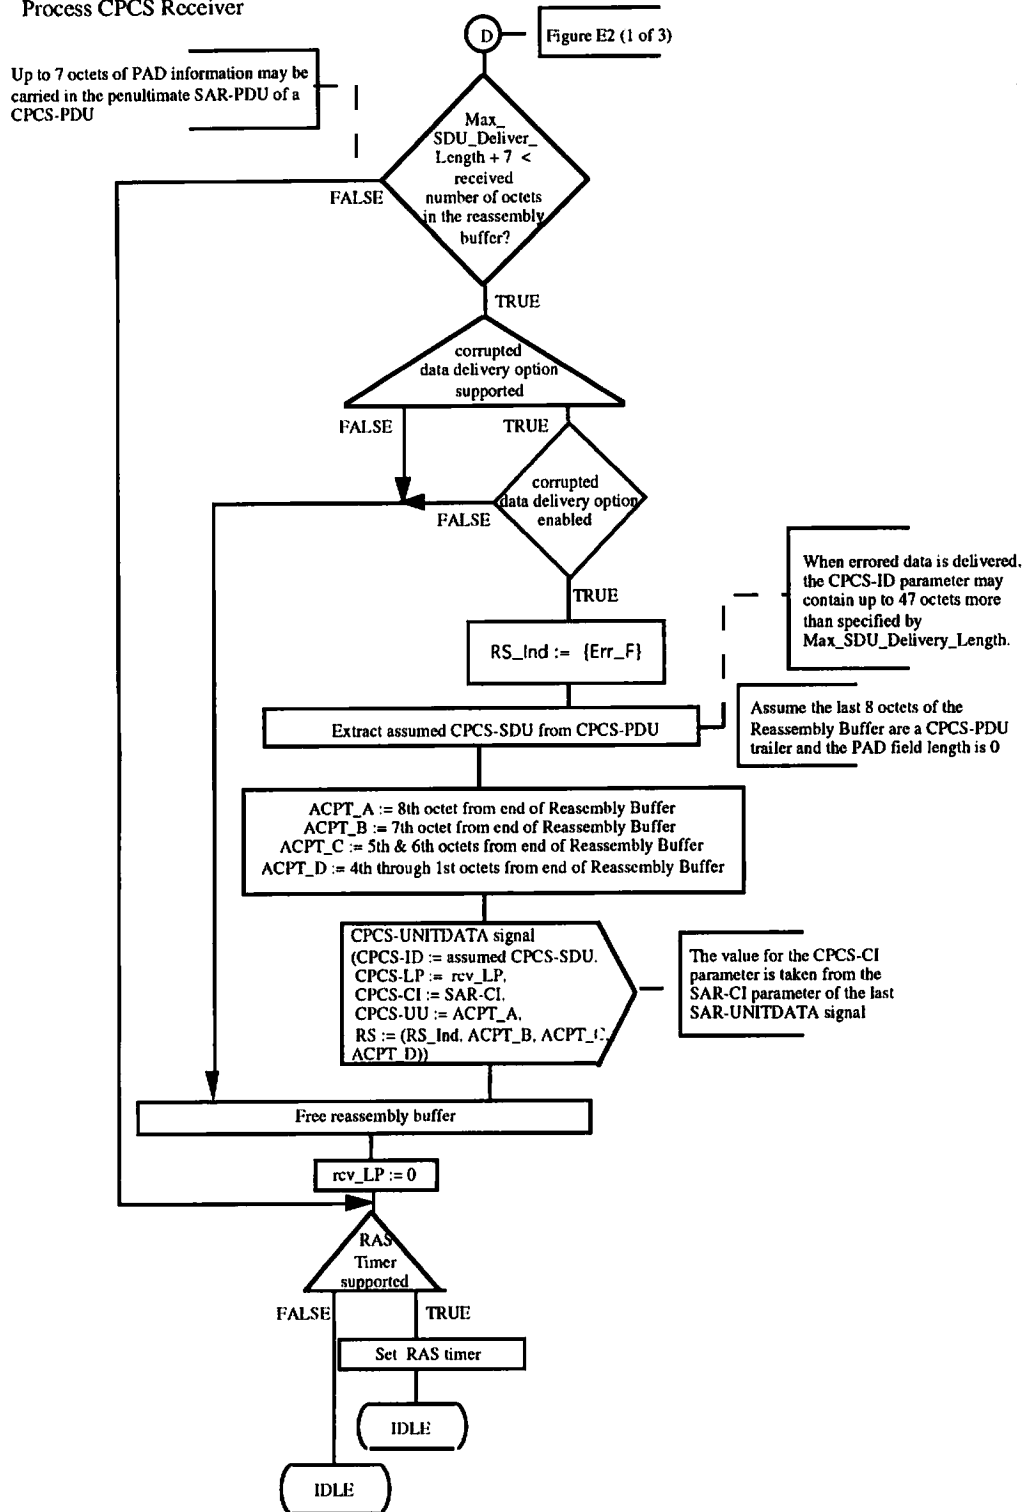 Process CPCS Receiver
D
Figure E2 (1 of 3)
Up to 7 octets of PAD information may be
carried in the penultimate SAR-PDU of a
CPCS-PDU
Max_
SDU_Deliver_
Length + 7 <
received
number of octets
in the reassembly
buffer?
FALSE
TRUE
corrupted
data delivery option
supported
FALSE
TRUE
corrupted
data delivery option
enabled
FALSE
TRUE
When errored data is delivered,
the CPCS-ID parameter may
contain up to 47 octets more
than specified by
Max_SDU_Delivery_Length.
RS_Ind := {Err_F}
Assume the last 8 octets of the
Reassembly Buffer are a CPCS-PDU
trailer and the PAD field length is 0
Extract assumed CPCS-SDU from CPCS-PDU
ACPT_A := 8th octet from end of Reasembly Buffer
ACPT_B := 7th octet from end of Reassembly Buffer
ACPT_C := 5th & 6th octets from end of Reassembly Buffer
ACPT_D := 4th through 1st octets from end of Reassembly Buffer
CPCS-UNITDATA signal
(CPCS-ID := assumed CPCS-SDU,
CPCS-LP := rcv_LP,
CPCS-CI := SAR-CI,
CPCS-UU := ACPT_A,
RS := (RS_Ind, ACPT_B, ACPT_C,
ACPT_D))
The value for the CPCS-CI
parameter is taken from the
SAR-CI parameter of the last
SAR-UNITDATA signal
Free reassembly buffer
rcv_LP := 0
RAS
Timer
supported
FALSE
TRUE
Set RAS timer
IDLE
IDLE